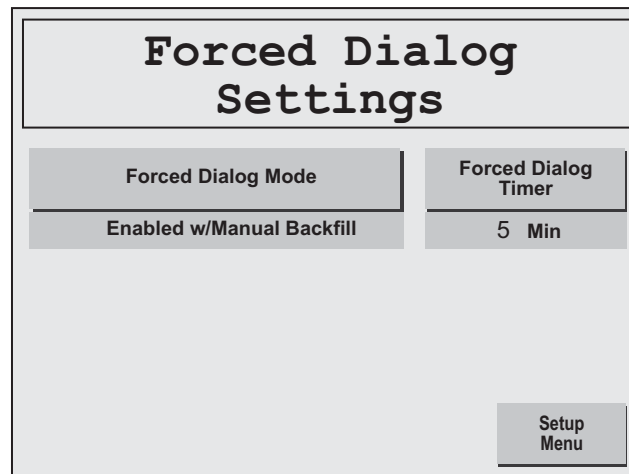 Forced Dialog
Settings
Forced Dialog Mode
Enabled w/Manual Backfill
Forced Dialog
Timer
5 Min
Setup
Menu